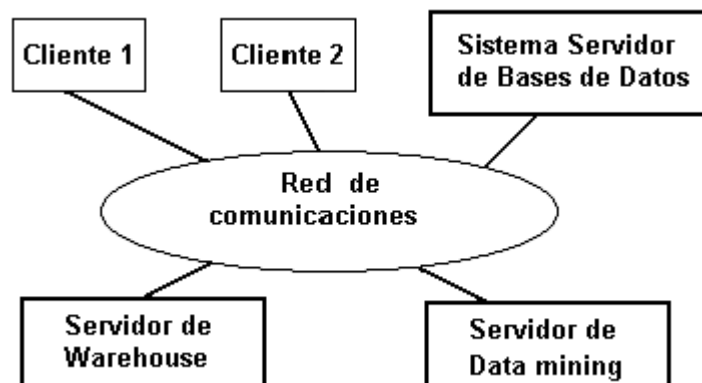 Cliente 1
Cliente 2
Sistema Servidor
de Bases de Datos
Red de
comunicaciones
Servidor de
Warehouse
Servidor de
Data mining